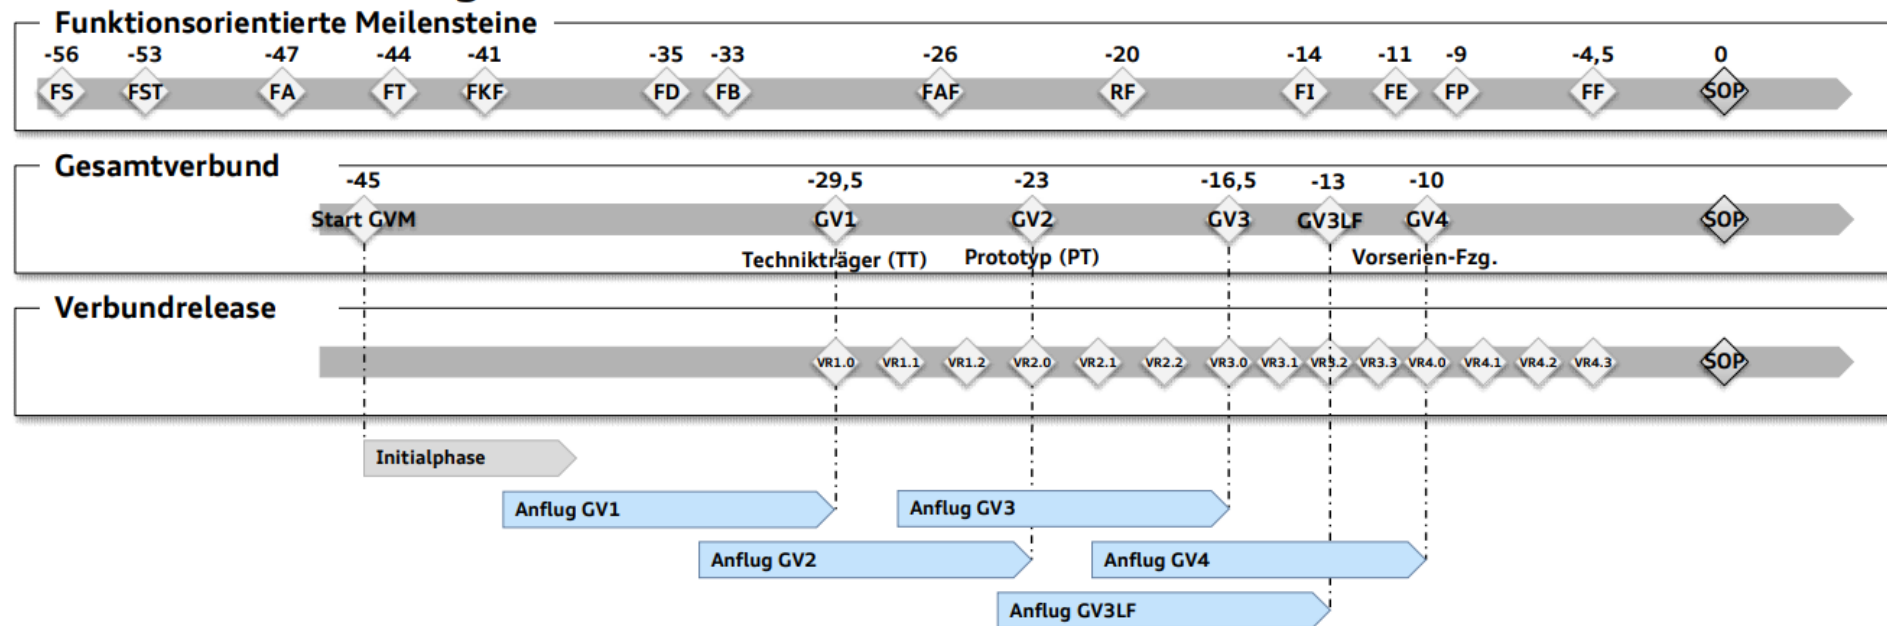 Funktionsorientierte Meilensteine
-56 -53 -47 -44 -41 -35 -33 -26 -20 -14 -11 -9 -4,5 0
FS FST FA FT FKF FD FB FAF RF FI FE FP FF SOP
Gesamtverbund
-45 -29,5 -23 -16,5 -13 -10
Start GVM GV1 GV2 GV3 GV3LF GV4 SOP
Technikträger (TT) Prototyp (PT) Vorserien-Fzg.
Verbundrelease
VR1.0 VR1.1 VR1.2 VR2.0 VR2.1 VR2.2 VR3.0 VR3.1 VR3.2 VR3.3 VR4.0 VR4.1 VR4.2 VR4.3 SOP
Initialphase
Anflug GV1 Anflug GV3
Anflug GV2 Anflug GV4
Anflug GV3LF